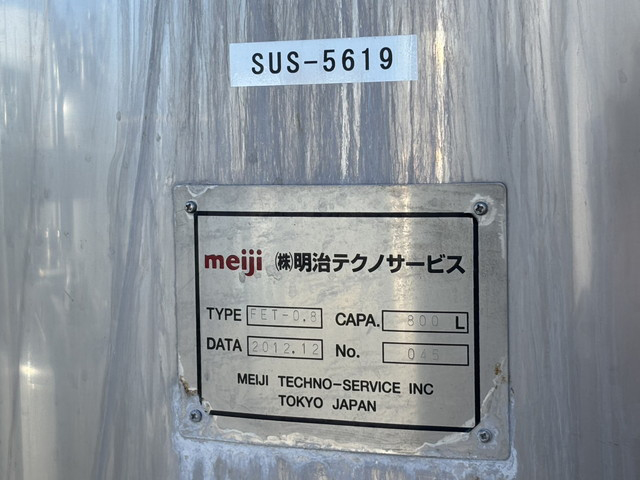 SUS-5619
meiji ㈱明治テクノサービス
TYPE FET-0.8 CAPA. 800 L
DATA 2012.12 No. 045
MEIJI TECHNO-SERVICE INC
TOKYO JAPAN